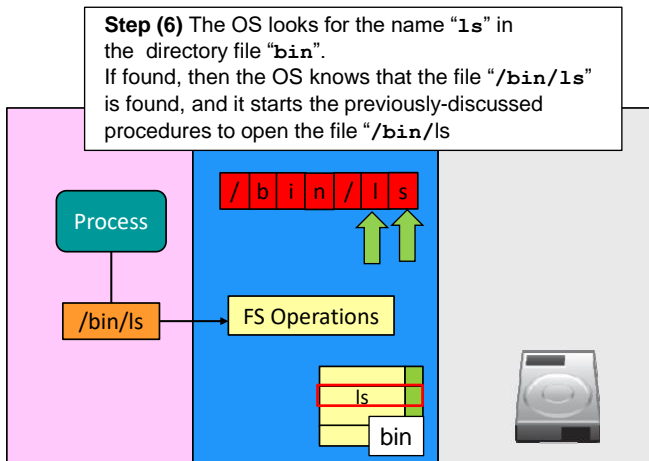 Step (6) The OS looks for the name “ls” in
the directory file “bin”.
If found, then the OS knows that the file “/bin/ls”
is found, and it starts the previously-discussed
procedures to open the file “/bin/ls
/ b i n / l s
Process
/bin/ls
FS Operations
ls
bin